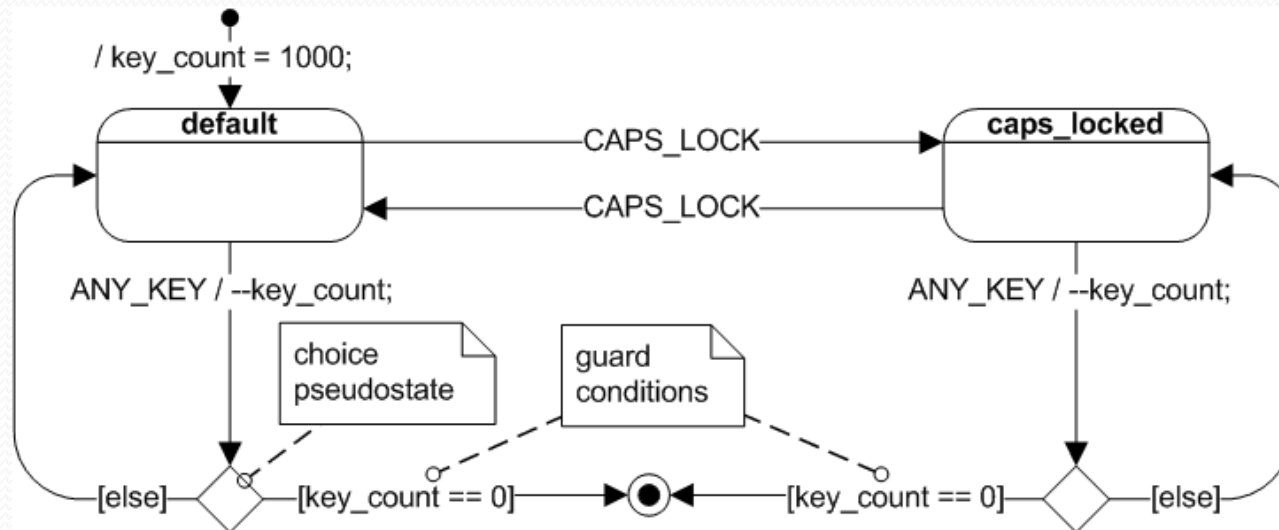 / key_count = 1000;
default
caps_locked
CAPS_LOCK
CAPS_LOCK
ANY_KEY / --key_count;
ANY_KEY / --key_count;
choice
pseudostate
guard
conditions
[else]
[key_count == 0]
[key_count == 0]
[else]